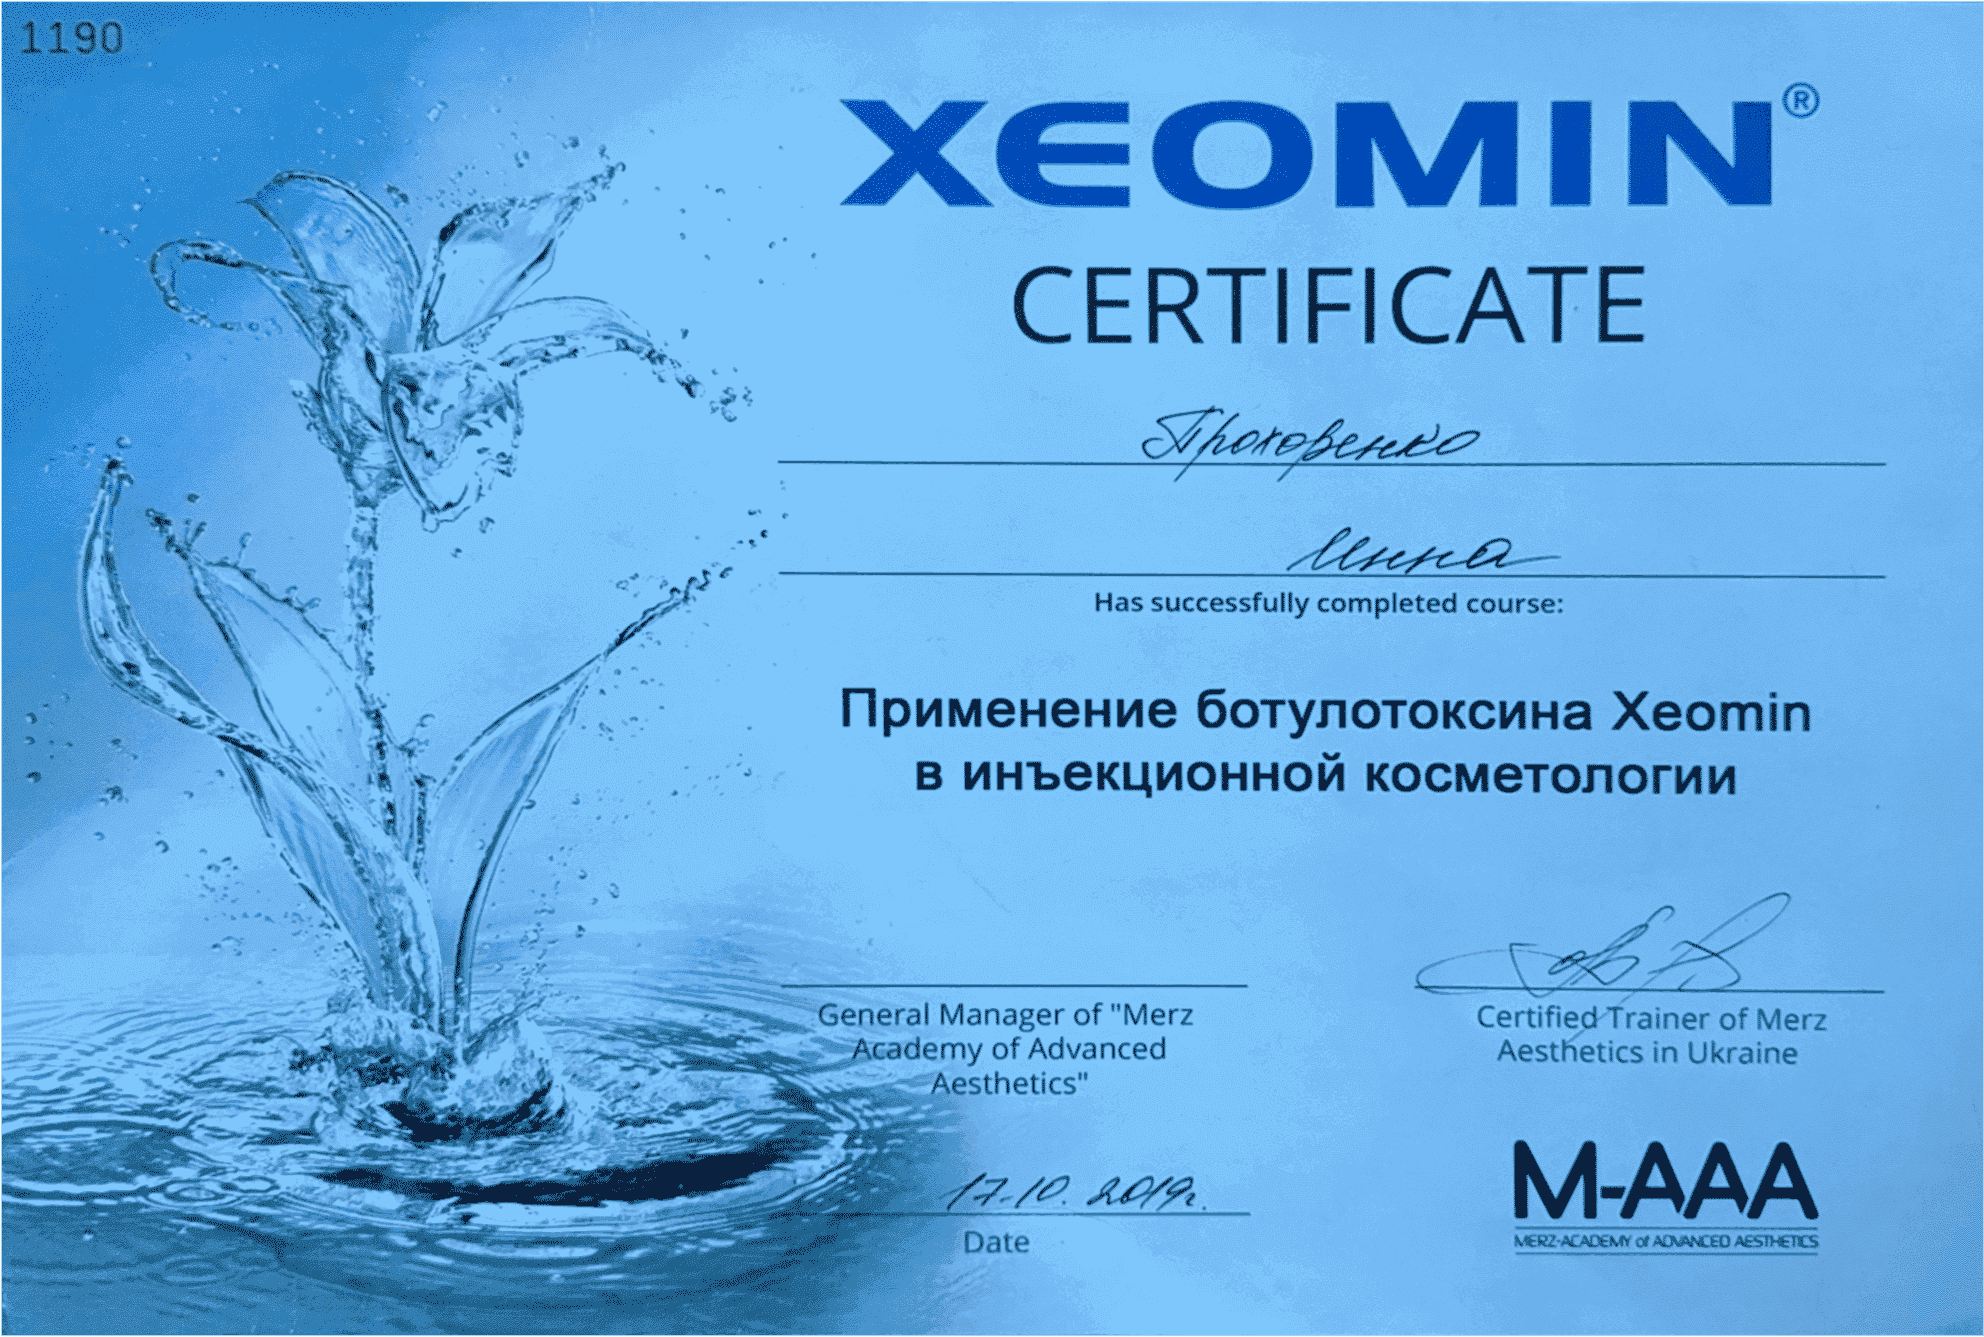 1190
XEOMIN®
CERTIFICATE
Проховенко
Инна
Has successfully completed course:
Применение ботулотоксина Xeomin
в инъекционной косметологии
General Manager of "Merz
Academy of Advanced
Aesthetics"
Certified Trainer of Merz
Aesthetics in Ukraine
17.10.2019г.
Date
M-AAA
MERZ-ACADEMY of ADVANCED AESTHETICS